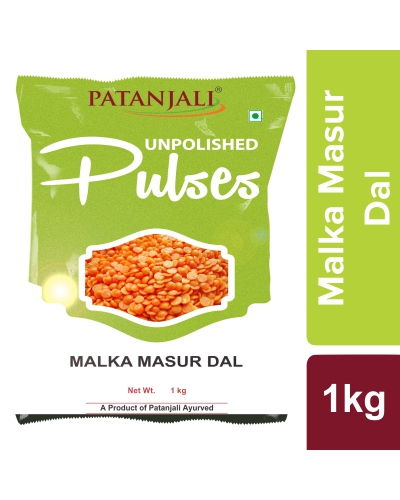 PATANJALI®
UNPOLISHED
Pulses
MALKA MASUR DAL
Net Wt. 1 kg
A Product of Patanjali Ayurved
Malka Masur
Dal
1kg